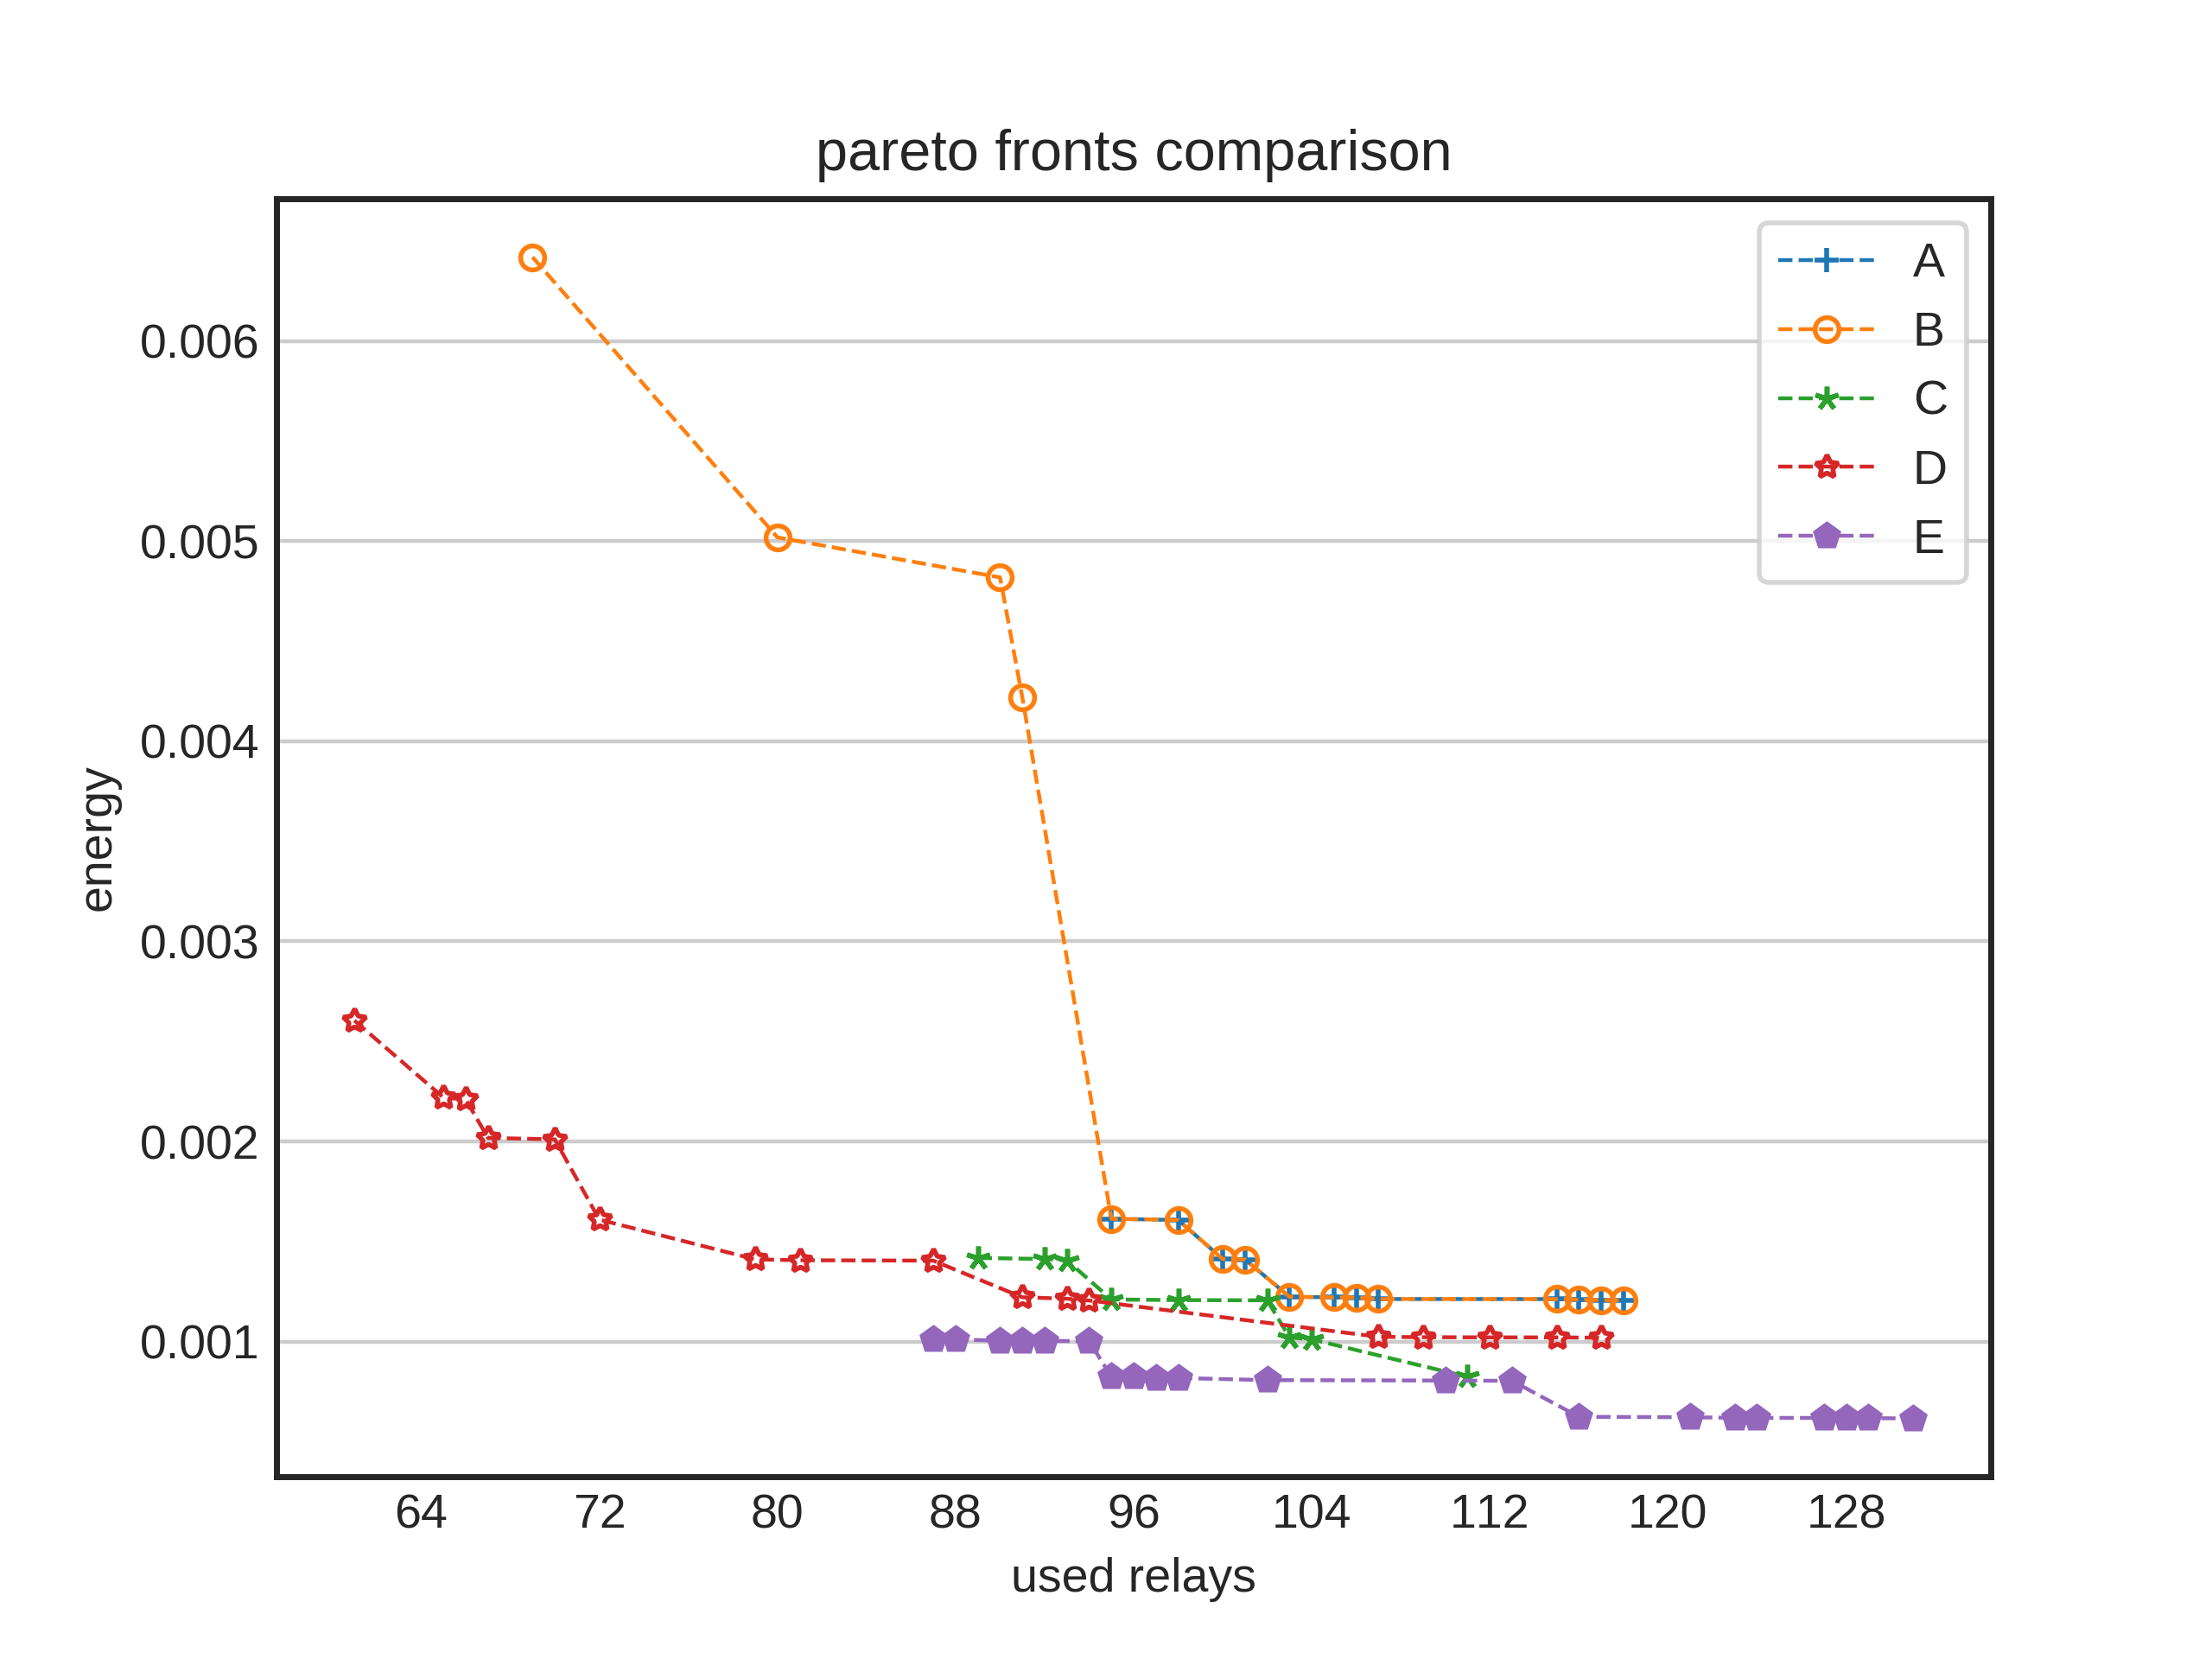 pareto fronts comparison
A
B
C
D
E
0.006
0.005
0.004
0.003
0.002
0.001
energy
64 72 80 88 96 104 112 120 128
used relays